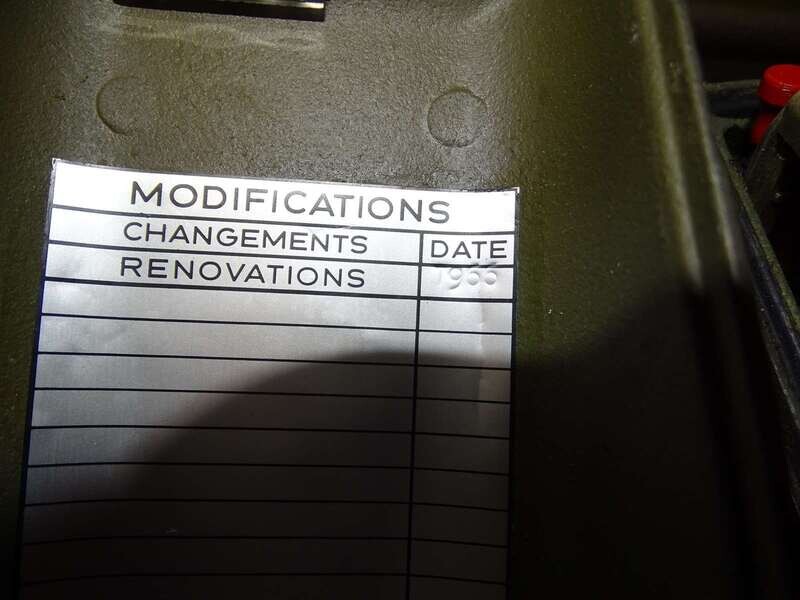 MODIFICATIONS
CHANGEMENTS DATE
RENOVATIONS